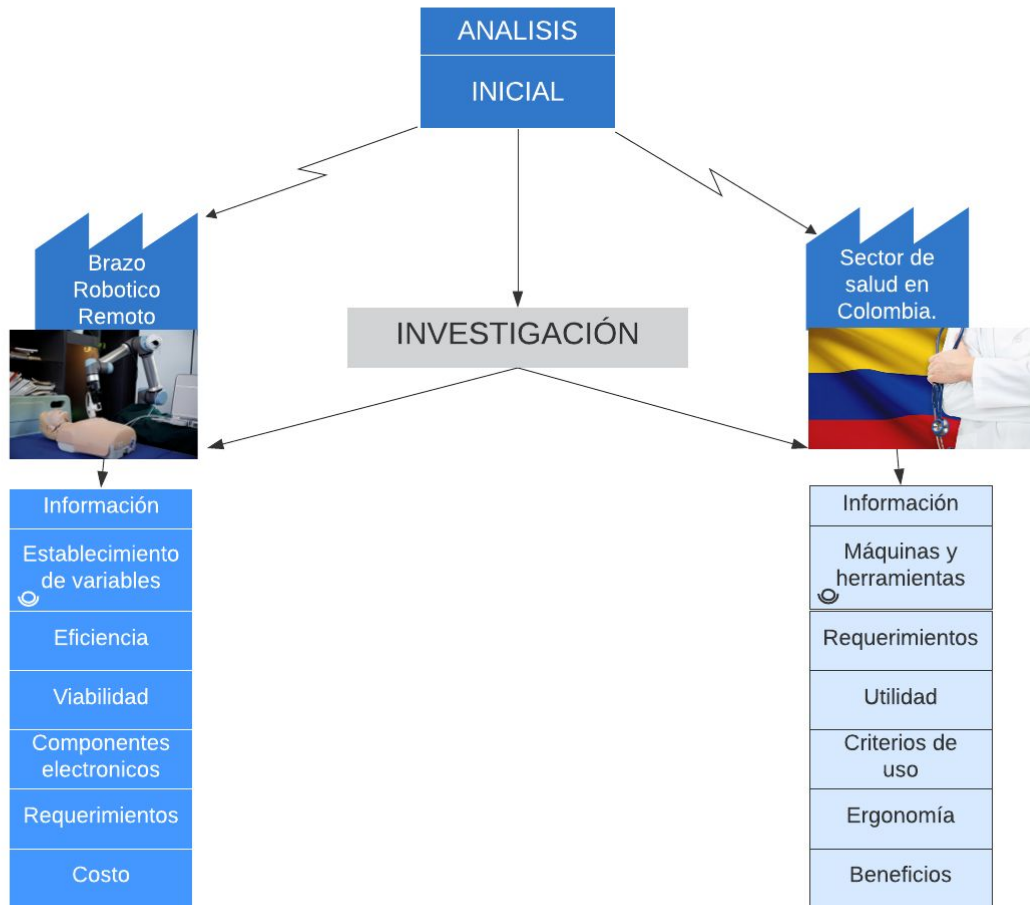 ANALISIS
INICIAL
Brazo
Robotico
Remoto
Sector de
salud en
Colombia.
INVESTIGACIÓN
Información
Establecimiento
de variables
Eficiencia
Viabilidad
Componentes
electronicos
Requerimientos
Costo
Información
Máquinas y
herramientas
Requerimientos
Utilidad
Criterios de
uso
Ergonomía
Beneficios